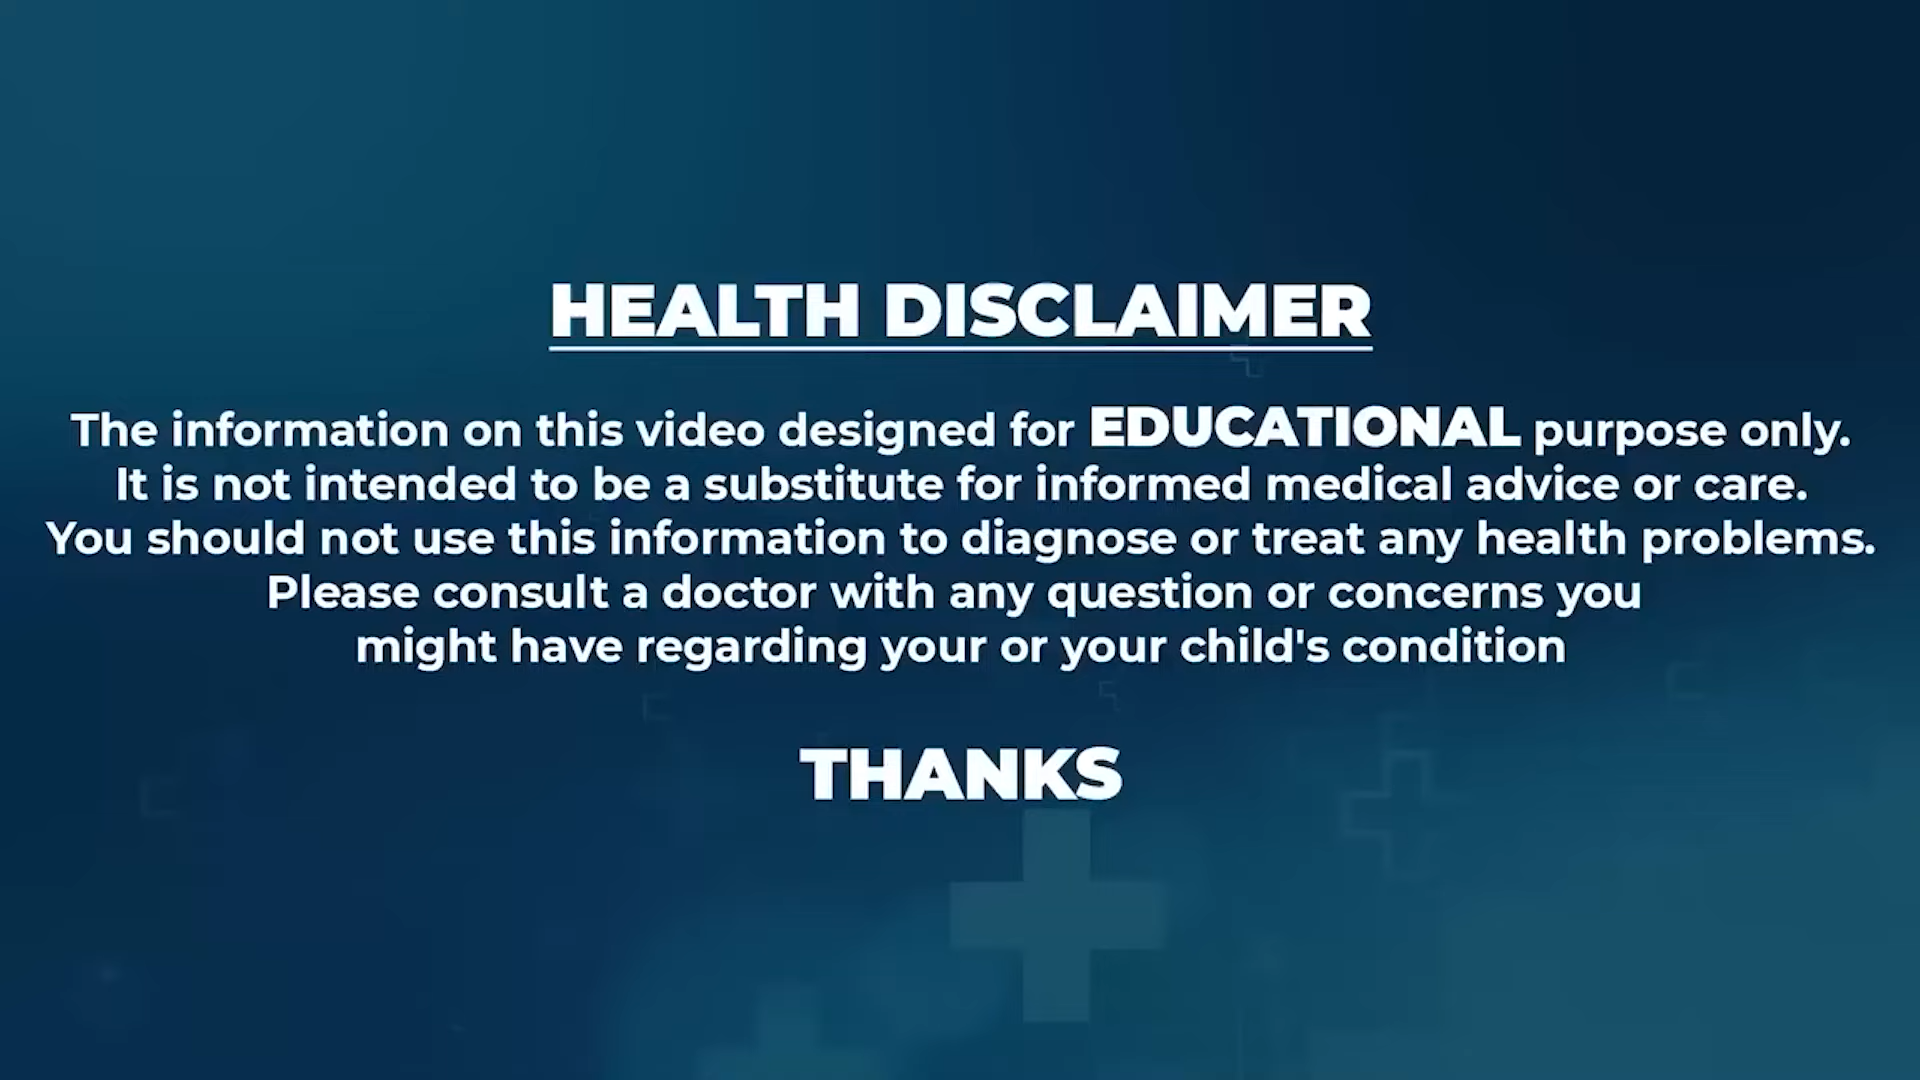 HEALTH DISCLAIMER
The information on this video designed for EDUCATIONAL purpose only.
It is not intended to be a substitute for informed medical advice or care.
You should not use this information to diagnose or treat any health problems.
Please consult a doctor with any question or concerns you
might have regarding your or your child's condition
THANKS